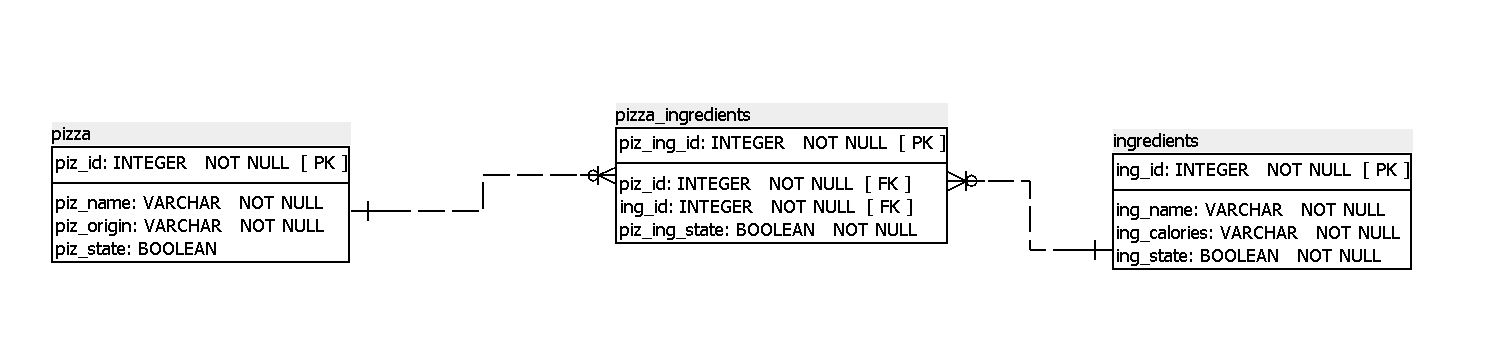 pizza
piz_id: INTEGER NOT NULL [ PK ]
piz_name: VARCHAR NOT NULL
piz_origin: VARCHAR NOT NULL
piz_state: BOOLEAN
pizza_ingredients
piz_ing_id: INTEGER NOT NULL [ PK ]
piz_id: INTEGER NOT NULL [ FK ]
ing_id: INTEGER NOT NULL [ FK ]
piz_ing_state: BOOLEAN NOT NULL
ingredients
ing_id: INTEGER NOT NULL [ PK ]
ing_name: VARCHAR NOT NULL
ing_calories: VARCHAR NOT NULL
ing_state: BOOLEAN NOT NULL